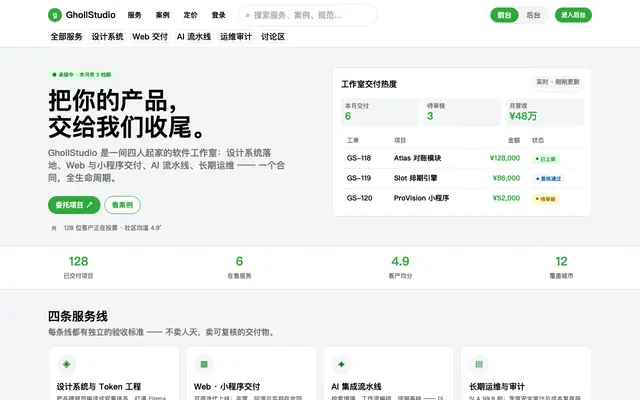 g GhollStudio 服务 案例 定价 登录 搜索服务、案例、规范... 前台 后台 进入后台
全部服务 设计系统 Web 交付 AI 流水线 运维审计 讨论区
承接中 · 本月余 3 档期
把你的产品，
交给我们收尾。
GhollStudio 是一间四人起家的软件工作室：设计系统落
地、Web 与小程序交付、AI 流水线、长期运维 —— 一个合
同，全生命周期。
委托项目 ↗ 看案例
128 位客户正在投票 · 社区均温 4.9°
工作室交付热度 实时 · 刚刚更新
本月交付 待审核 月营收
6 3 ¥48万
工单 项目 金额 状态
GS-118 Atlas 对账模块 ¥128,000 已上架
GS-119 Slot 排期引擎 ¥86,000 复核通过
GS-120 ProVision 小程序 ¥52,000 待审核
128 6 4.9 12
已交付项目 在售服务 客户均分 覆盖城市
四条服务线
每条线都有独立的验收标准 —— 不卖人天，卖可复核的交付物。
设计系统与 Token 工程 Web · 小程序交付 AI 集成流水线 长期运维与审计